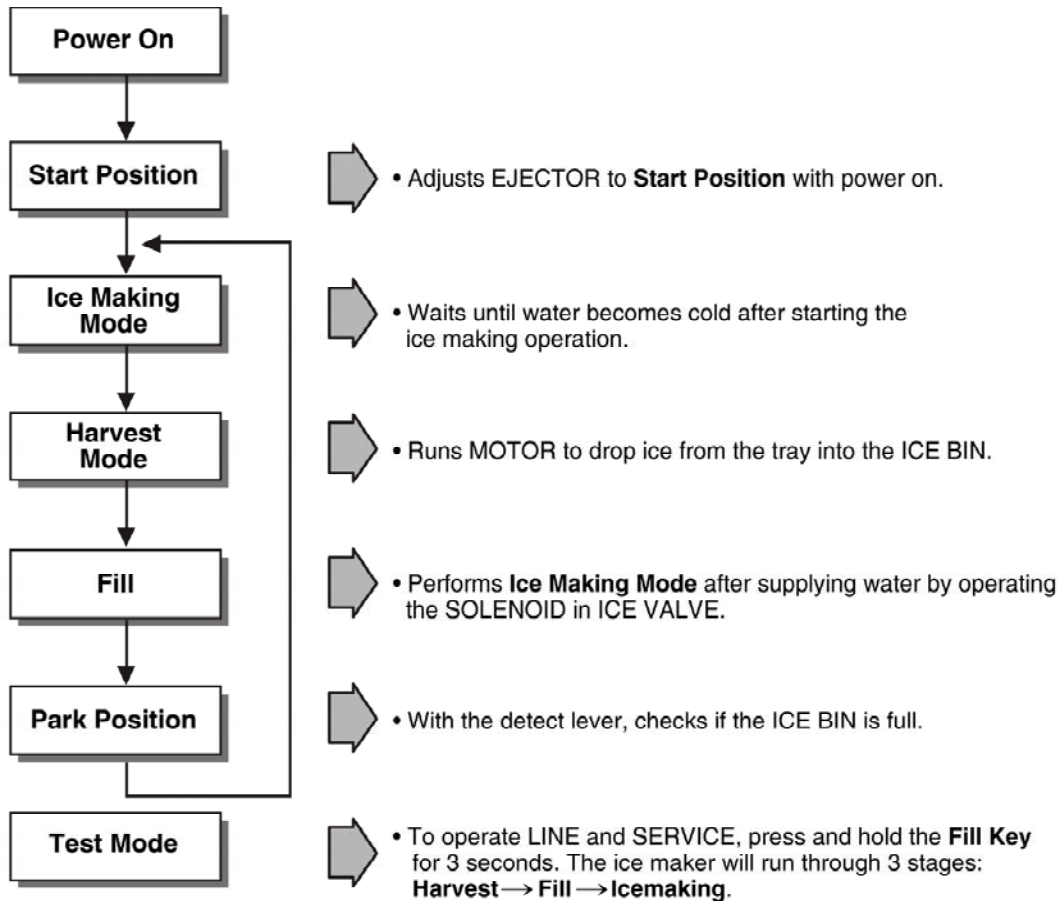 Power On
Start Position
• Adjusts EJECTOR to Start Position with power on.
Ice Making
Mode
• Waits until water becomes cold after starting the
ice making operation.
Harvest
Mode
• Runs MOTOR to drop ice from the tray into the ICE BIN.
Fill
• Performs Ice Making Mode after supplying water by operating
the SOLENOID in ICE VALVE.
Park Position
• With the detect lever, checks if the ICE BIN is full.
Test Mode
• To operate LINE and SERVICE, press and hold the Fill Key
for 3 seconds. The ice maker will run through 3 stages:
Harvest→Fill→Icemaking.